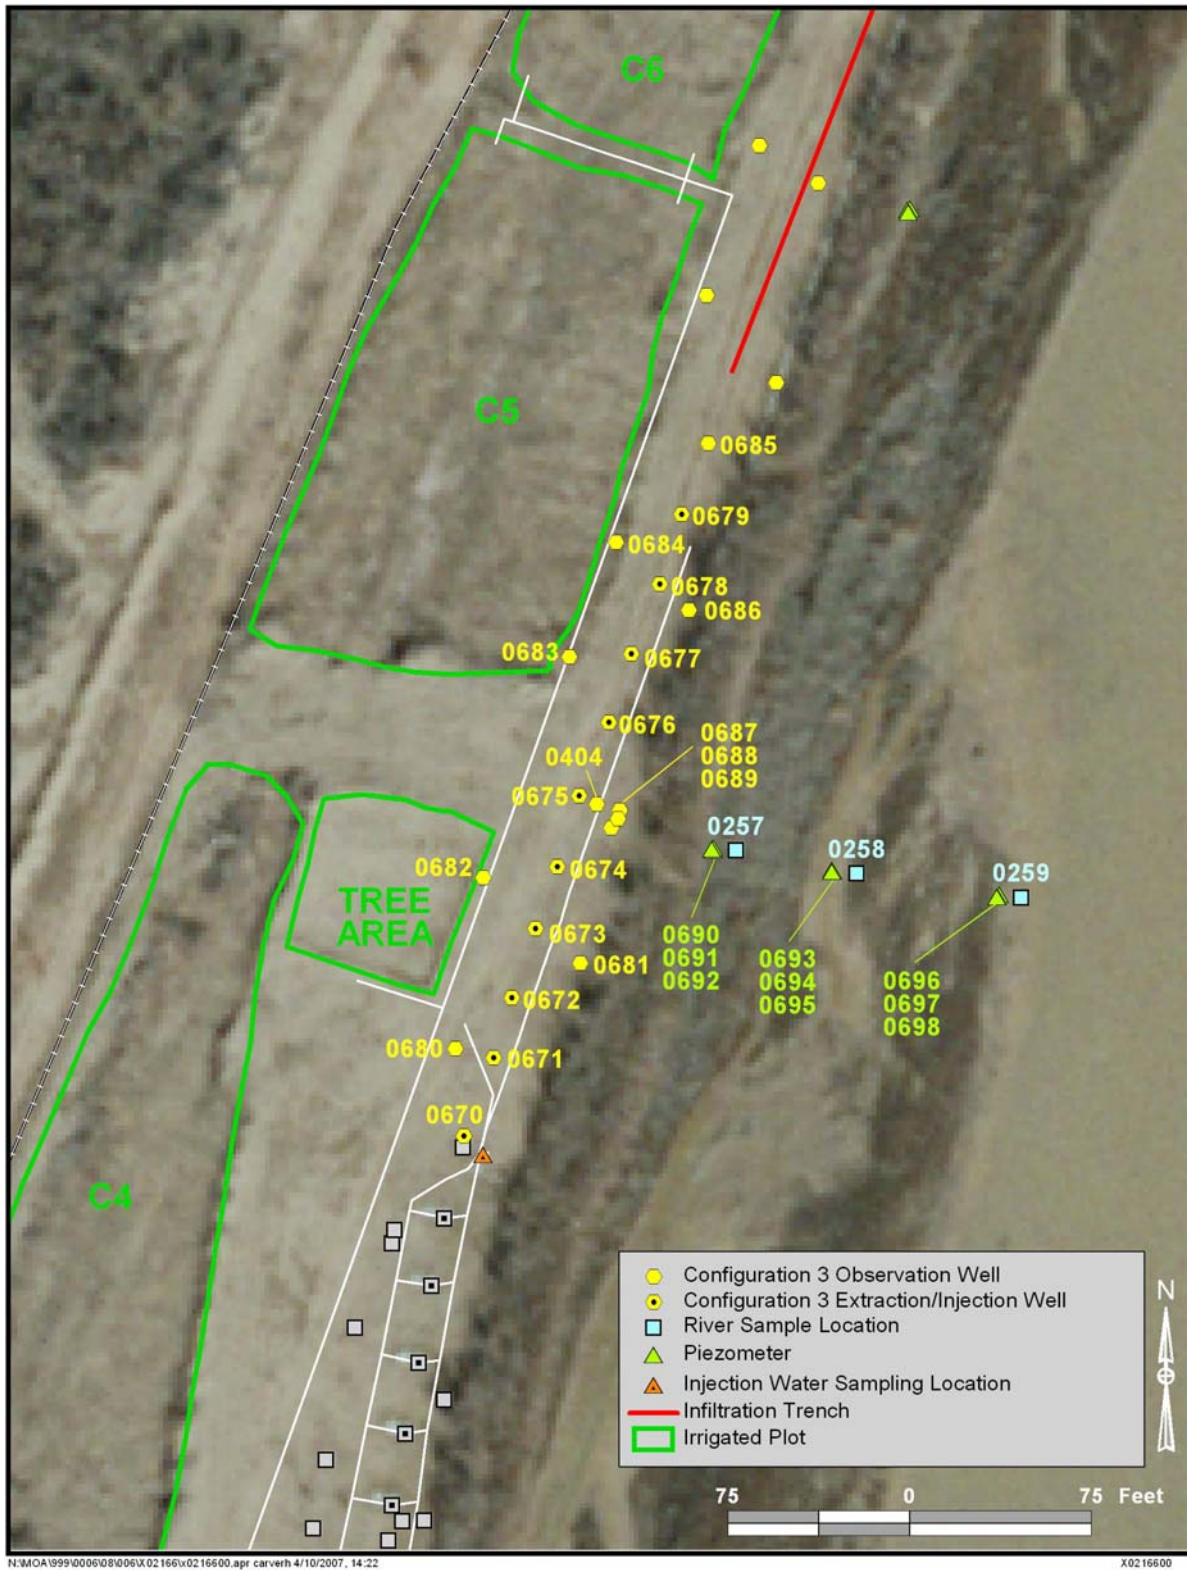 C6
C5
0685
0679
0684
0678
0686
0683
0677
0676
0687
0688
0689
0404
0675
0257
0258
0259
0682
0674
TREE
AREA
0673
0690
0691
0692
0681
0693
0694
0695
0696
0697
0698
0672
0680
0671
0670
C4
Configuration 3 Observation Well
Configuration 3 Extraction/Injection Well
River Sample Location
Piezometer
Injection Water Sampling Location
Infiltration Trench
Irrigated Plot
N
75 0 75 Feet
N:\MOA\999\0006\08\006\X02166\x0216600.apr carverh 4/10/2007, 14:22
X0216600